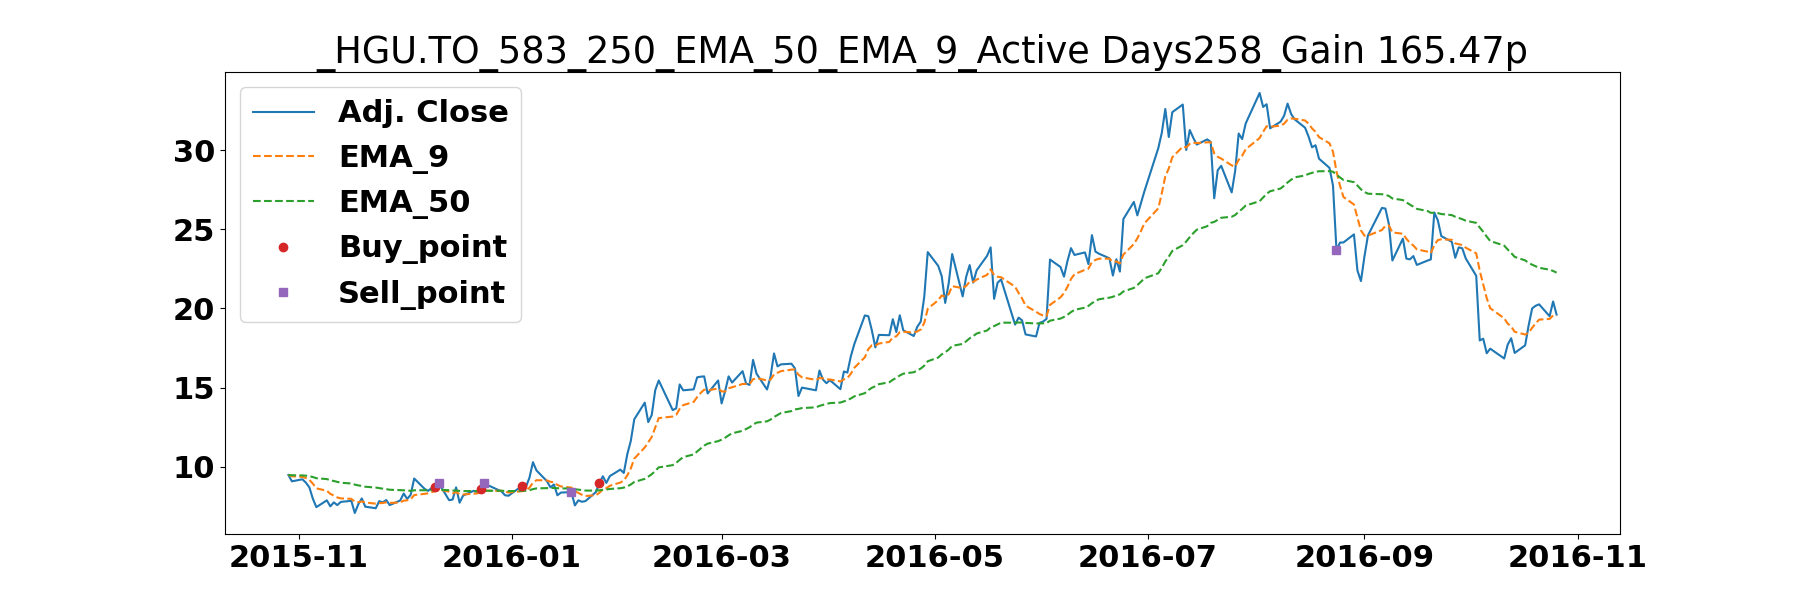 _HGU.TO_583_250_EMA_50_EMA_9_Active Days258_Gain 165.47p
Adj. Close
EMA_9
EMA_50
Buy_point
Sell_point
30
25
20
15
10
2015-11
2016-01
2016-03
2016-05
2016-07
2016-09
2016-11